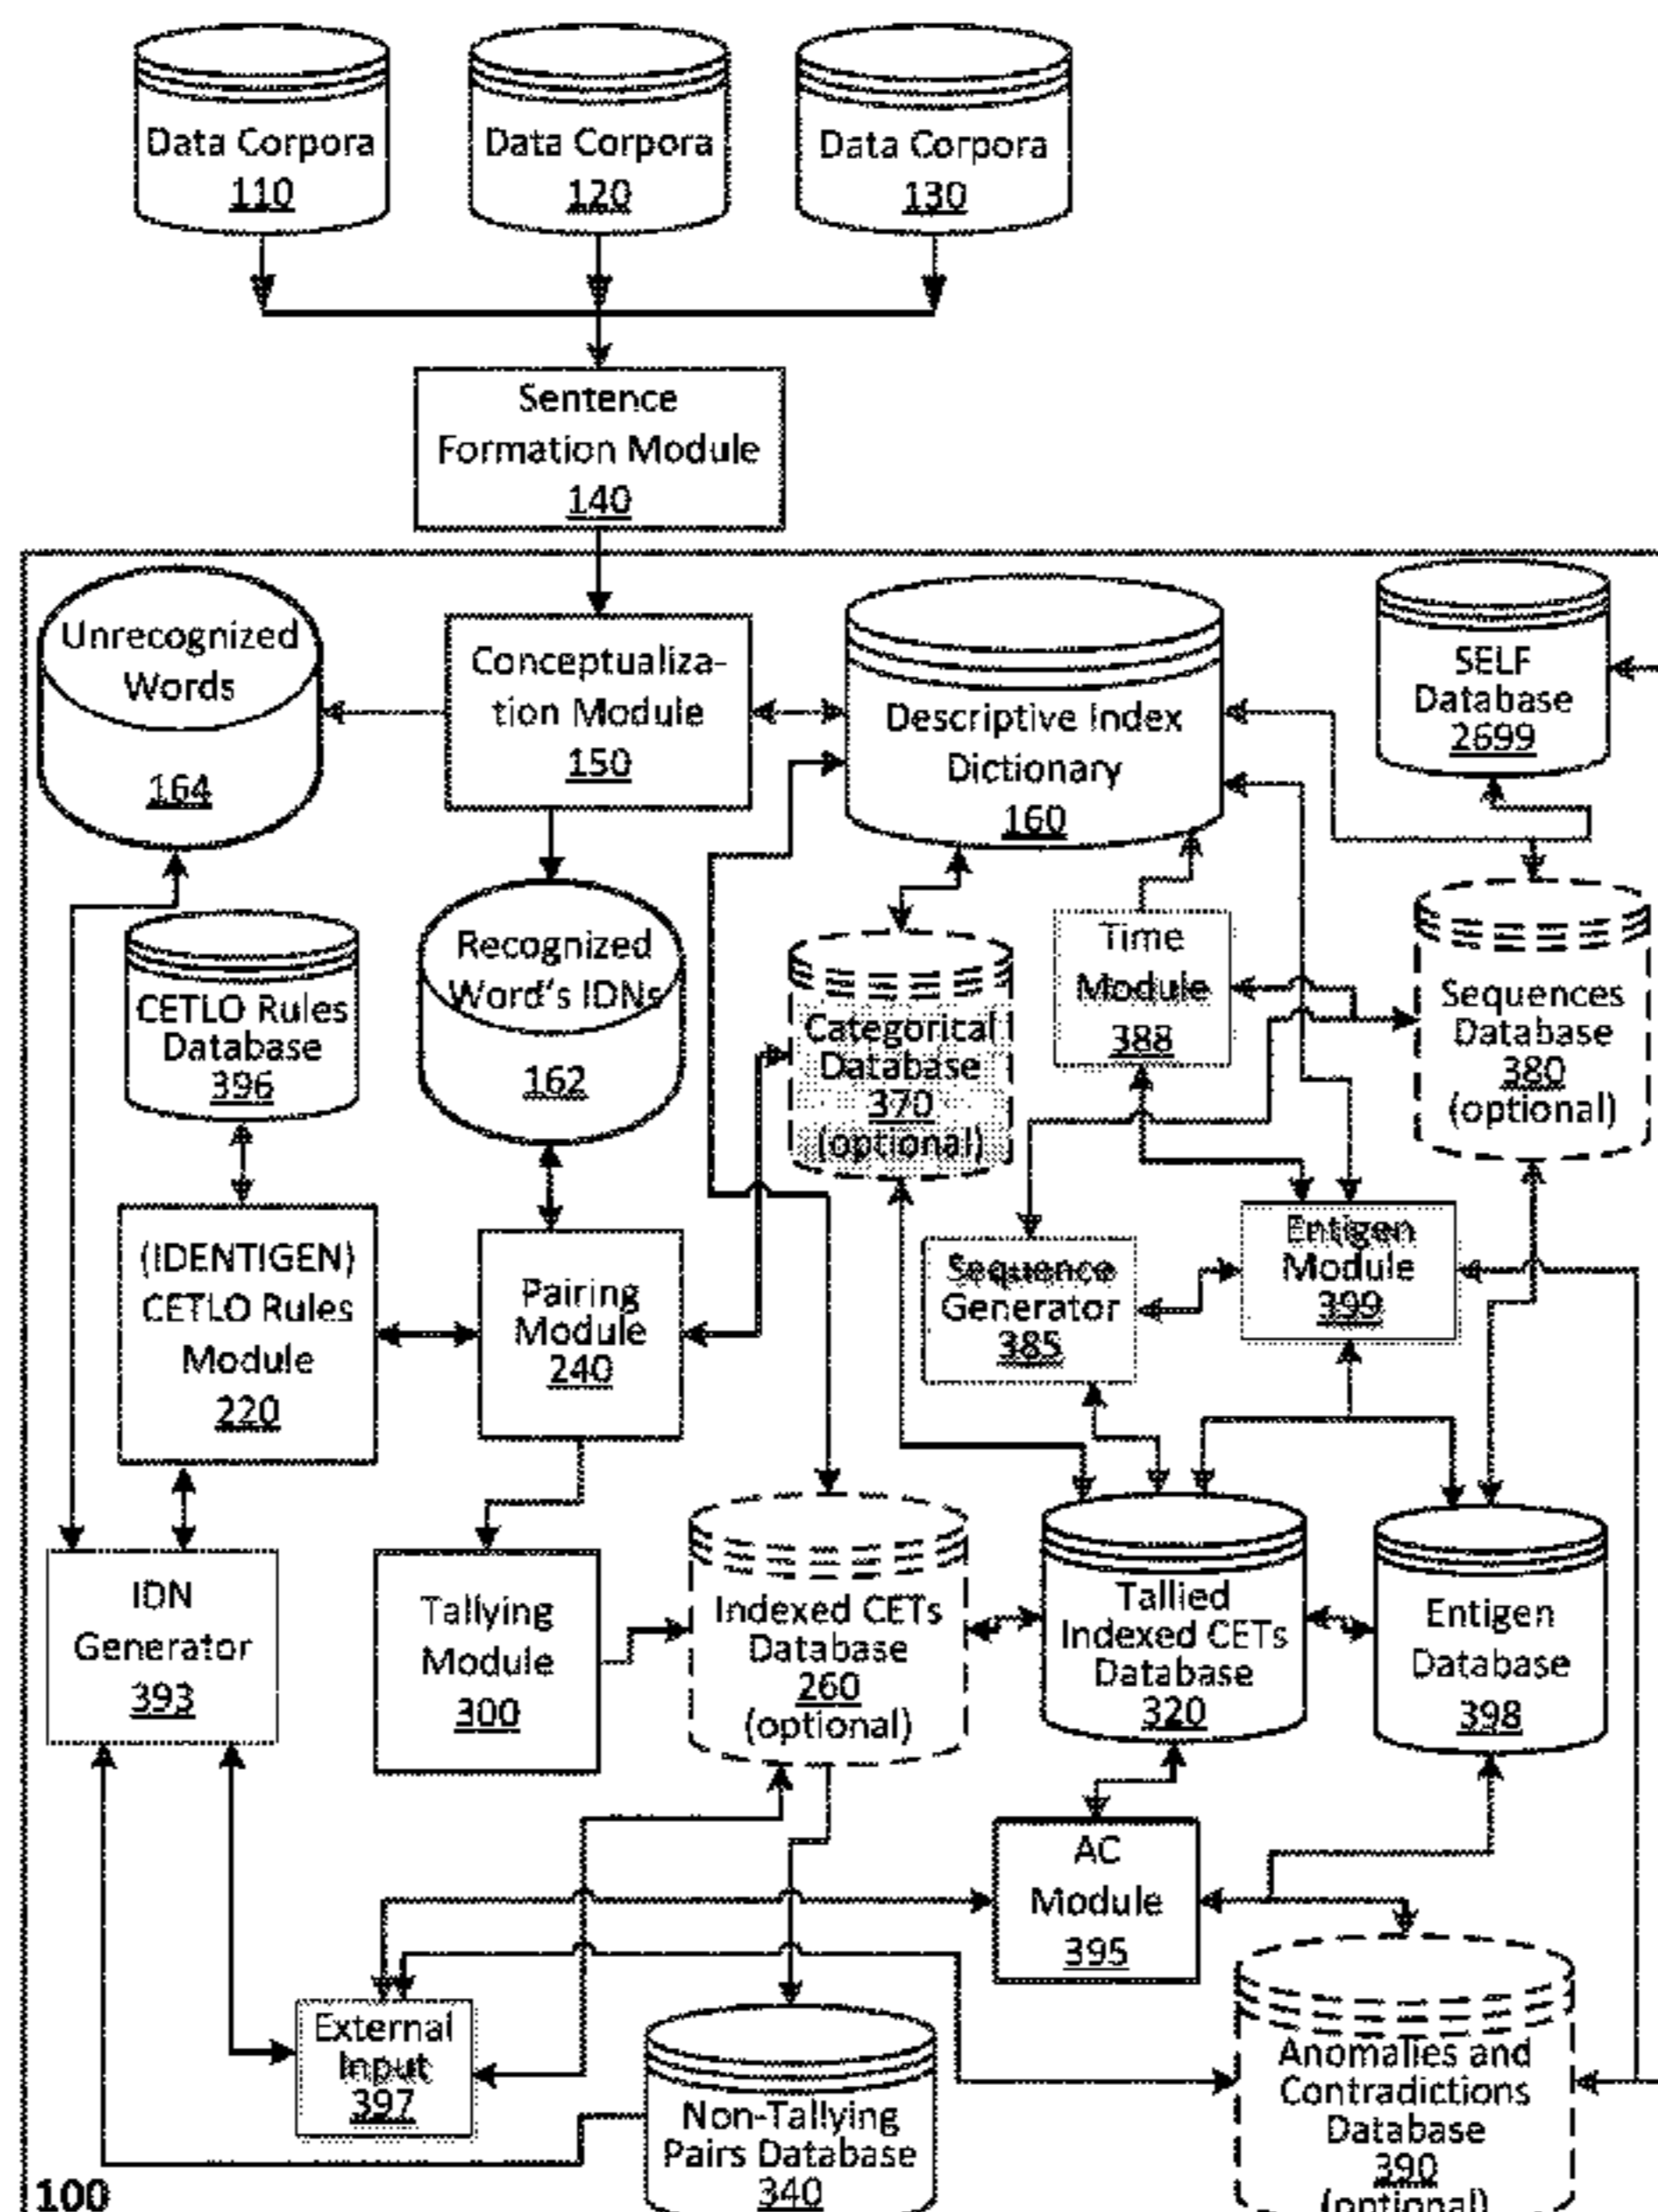 Data Corpora
110
Data Corpora
120
Data Corpora
130
Sentence
Formation Module
140
Unrecognized
Words
164
Conceptualiza-
tion Module
150
Descriptive Index
Dictionary
160
SELF
Database
2699
CETLO Rules
Database
396
Recognized
Word's IDNs
162
Categorical
Database
370
(optional)
Time
Module
388
Sequences
Database
380
(optional)
(IDENTIGEN)
CETLO Rules
Module
220
Pairing
Module
240
Sequence
Generator
385
Entigen
Module
399
IDN
Generator
393
Tallying
Module
300
Indexed CETs
Database
260
(optional)
Tallied
Indexed CETs
Database
320
Entigen
Database
398
AC
Module
395
External
Input
397
Non-Tallying
Pairs Database
340
Anomalies and
Contradictions
Database
390
(optional)
100